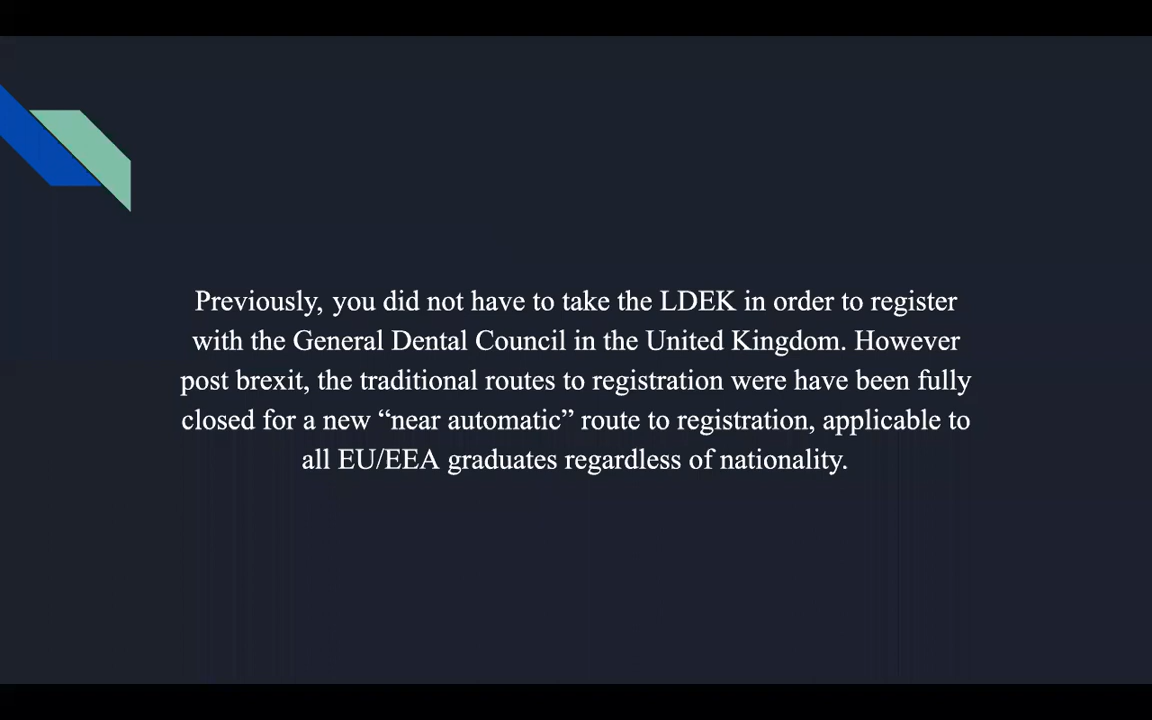 Previously, you did not have to take the LDEK in order to register
with the General Dental Council in the United Kingdom. However
post brexit, the traditional routes to registration were have been fully
closed for a new “near automatic” route to registration, applicable to
all EU/EEA graduates regardless of nationality.